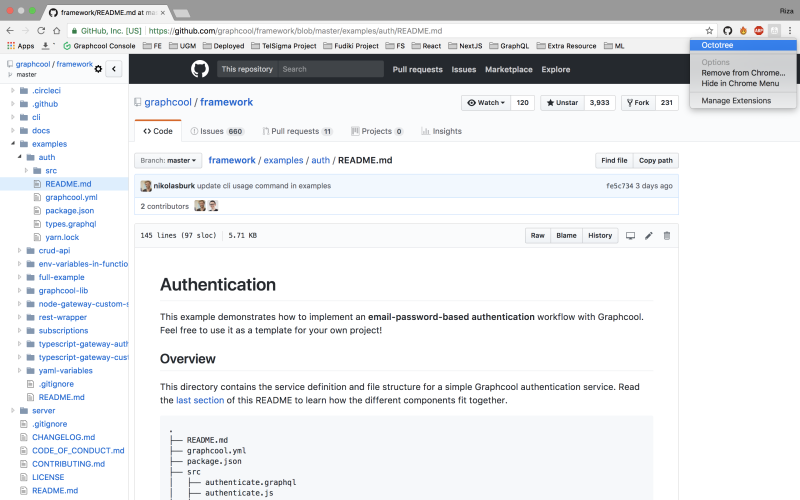 framework/README.md at mas
Riza
GitHub, Inc. [US] https://github.com/graphcool/framework/blob/master/examples/auth/README.md
ABP
Apps Graphcool Console FE UGM Deployed TelSigma Project Fudiki Project FS React NextJS GraphQL Extra Resource ML
Octotree
Options
Remove from Chrome...
Hide in Chrome Menu
Manage Extensions
graphcool / framework
master
.circleci
.github
cli
docs
examples
auth
src
README.md
graphcool.yml
package.json
types.graphql
yarn.lock
crud-api
env-variables-in-function
full-example
graphcool-lib
node-gateway-custom-s
rest-wrapper
subscriptions
typescript-gateway-auth
typescript-gateway-cust
yaml-variables
.gitignore
README.md
server
.gitignore
CHANGELOG.md
CODE_OF_CONDUCT.md
CONTRIBUTING.md
LICENSE
README.md
This repository Search Pull requests Issues Marketplace Explore
graphcool / framework
Watch 120 Unstar 3,933 Fork 231
Code Issues 660 Pull requests 11 Projects 0 Insights
Branch: master framework / examples / auth / README.md Find file Copy path
nikolasburk update cli usage command in examples fe5c734 3 days ago
2 contributors
145 lines (97 sloc) 5.71 KB Raw Blame History
Authentication
This example demonstrates how to implement an email-password-based authentication workflow with Graphcool.
Feel free to use it as a template for your own project!
Overview
This directory contains the service definition and file structure for a simple Graphcool authentication service. Read
the last section of this README to learn how the different components fit together.
.
├── README.md
├── graphcool.yml
├── package.json
├── src
│   ├── authenticate.graphql
│   ├── authenticate.js